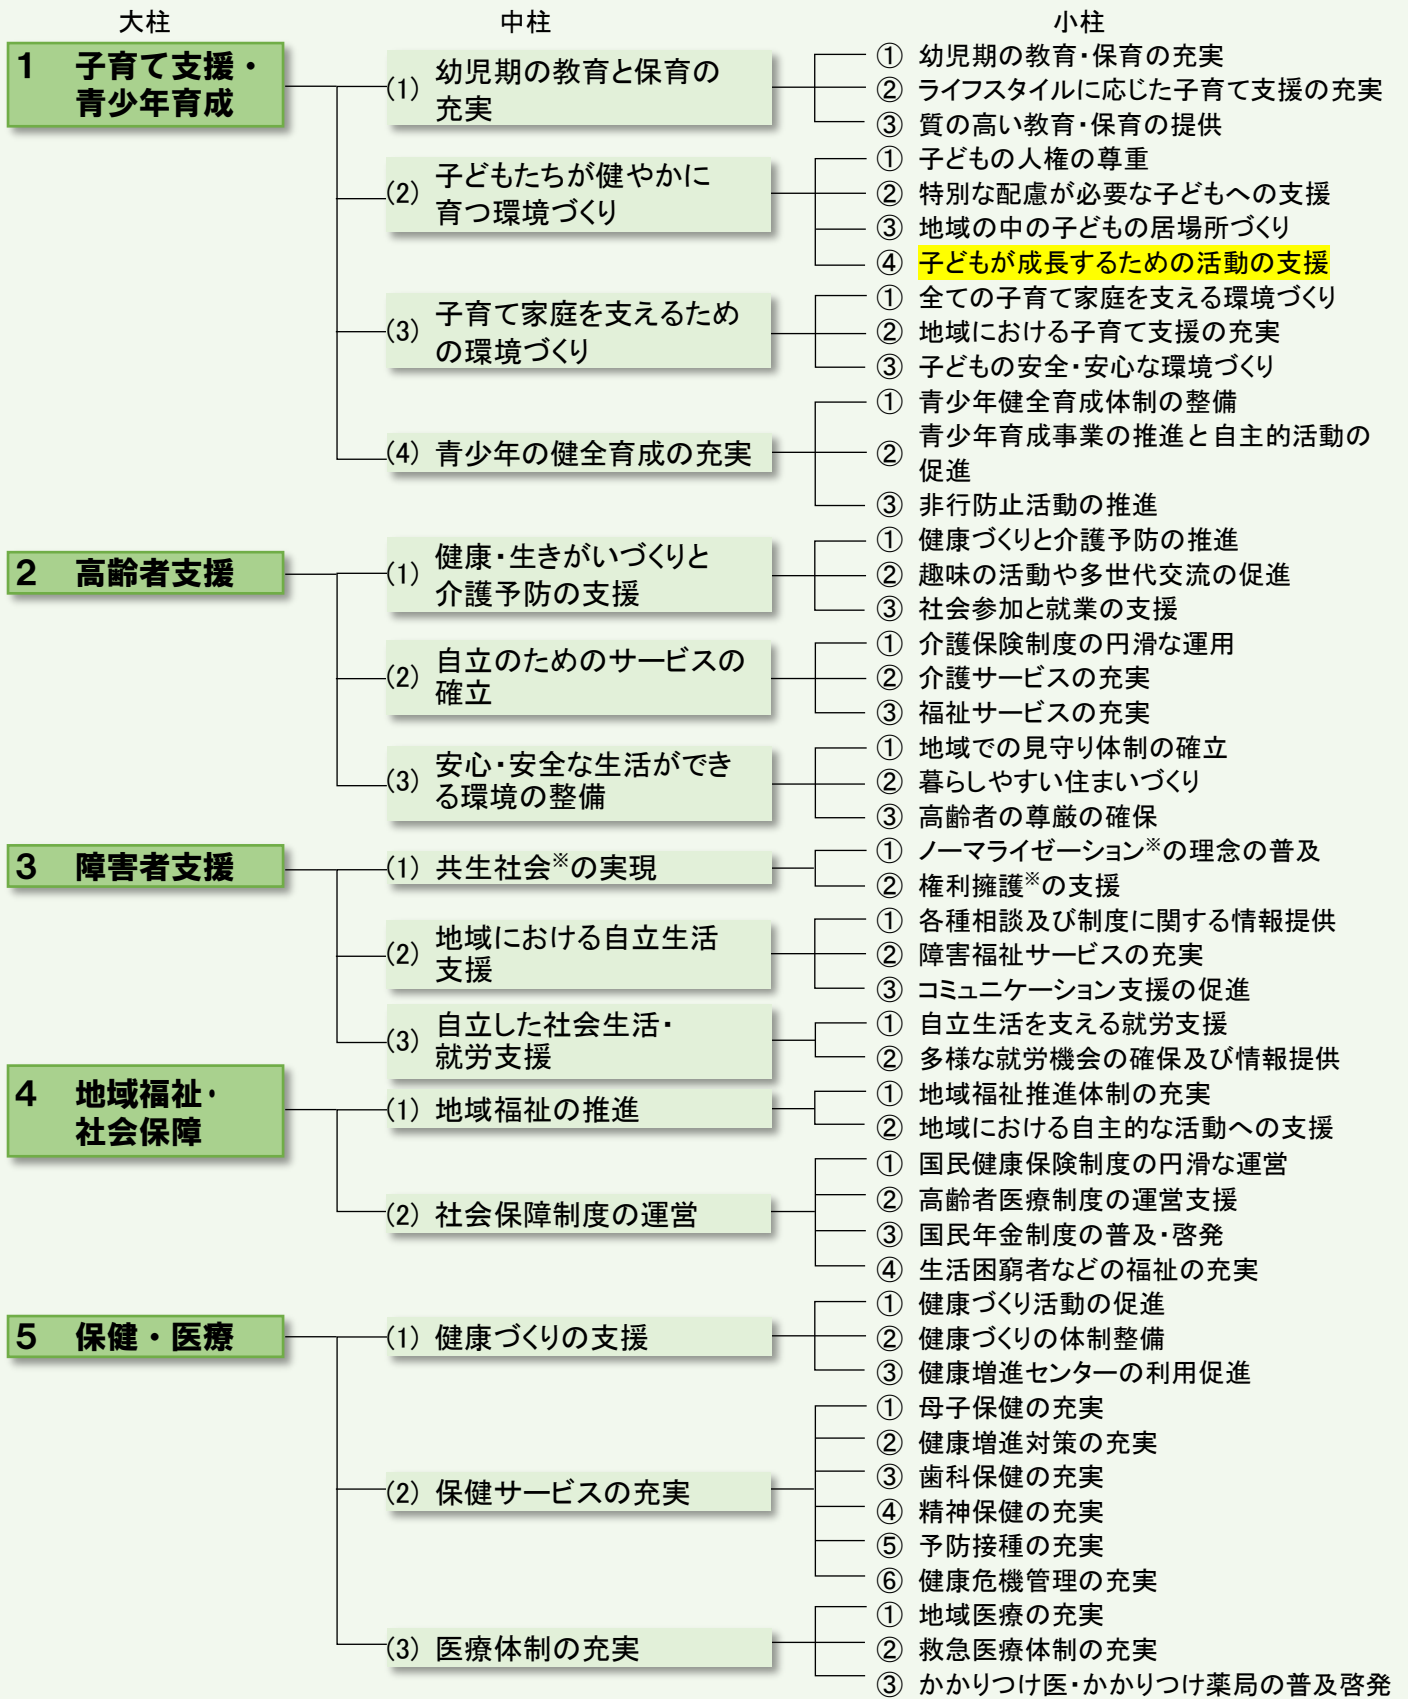 大柱 中柱 小柱
1 子育て支援・
青少年育成
(1) 幼児期の教育と保育の
充実
① 幼児期の教育・保育の充実
② ライフスタイルに応じた子育て支援の充実
③ 質の高い教育・保育の提供
(2) 子どもたちが健やかに
育つ環境づくり
① 子どもの人権の尊重
② 特別な配慮が必要な子どもへの支援
③ 地域の中の子どもの居場所づくり
④ 子どもが成長するための活動の支援
(3) 子育て家庭を支えるため
の環境づくり
① 全ての子育て家庭を支える環境づくり
② 地域における子育て支援の充実
③ 子どもの安全・安心な環境づくり
(4) 青少年の健全育成の充実
① 青少年健全育成体制の整備
② 青少年育成事業の推進と自主的活動の
促進
③ 非行防止活動の推進
2 高齢者支援
(1) 健康・生きがいづくりと
介護予防の支援
① 健康づくりと介護予防の推進
② 趣味の活動や多世代交流の促進
③ 社会参加と就業の支援
(2) 自立のためのサービスの
確立
① 介護保険制度の円滑な運用
② 介護サービスの充実
③ 福祉サービスの充実
(3) 安心・安全な生活ができ
る環境の整備
① 地域での見守り体制の確立
② 暮らしやすい住まいづくり
③ 高齢者の尊厳の確保
3 障害者支援
(1) 共生社会※の実現
① ノーマライゼーション※の理念の普及
② 権利擁護※の支援
(2) 地域における自立生活
支援
① 各種相談及び制度に関する情報提供
② 障害福祉サービスの充実
③ コミュニケーション支援の促進
(3) 自立した社会生活・
就労支援
① 自立生活を支える就労支援
② 多様な就労機会の確保及び情報提供
4 地域福祉・
社会保障
(1) 地域福祉の推進
① 地域福祉推進体制の充実
② 地域における自主的な活動への支援
(2) 社会保障制度の運営
① 国民健康保険制度の円滑な運営
② 高齢者医療制度の運営支援
③ 国民年金制度の普及・啓発
④ 生活困窮者などの福祉の充実
5 保健・医療
(1) 健康づくりの支援
① 健康づくり活動の促進
② 健康づくりの体制整備
③ 健康増進センターの利用促進
(2) 保健サービスの充実
① 母子保健の充実
② 健康増進対策の充実
③ 歯科保健の充実
④ 精神保健の充実
⑤ 予防接種の充実
⑥ 健康危機管理の充実
(3) 医療体制の充実
① 地域医療の充実
② 救急医療体制の充実
③ かかりつけ医・かかりつけ薬局の普及啓発